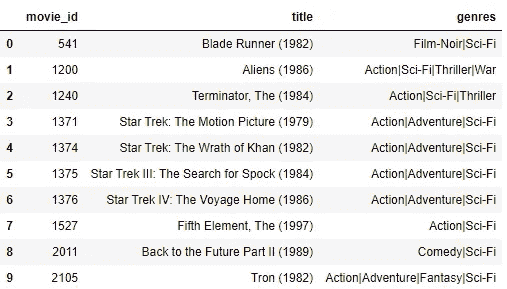 movie_id title genres
0 541 Blade Runner (1982) Film-Noir|Sci-Fi
1 1200 Aliens (1986) Action|Sci-Fi|Thriller|War
2 1240 Terminator, The (1984) Action|Sci-Fi|Thriller
3 1371 Star Trek: The Motion Picture (1979) Action|Adventure|Sci-Fi
4 1374 Star Trek: The Wrath of Khan (1982) Action|Adventure|Sci-Fi
5 1375 Star Trek III: The Search for Spock (1984) Action|Adventure|Sci-Fi
6 1376 Star Trek IV: The Voyage Home (1986) Action|Adventure|Sci-Fi
7 1527 Fifth Element, The (1997) Action|Sci-Fi
8 2011 Back to the Future Part II (1989) Comedy|Sci-Fi
9 2105 Tron (1982) Action|Adventure|Fantasy|Sci-Fi